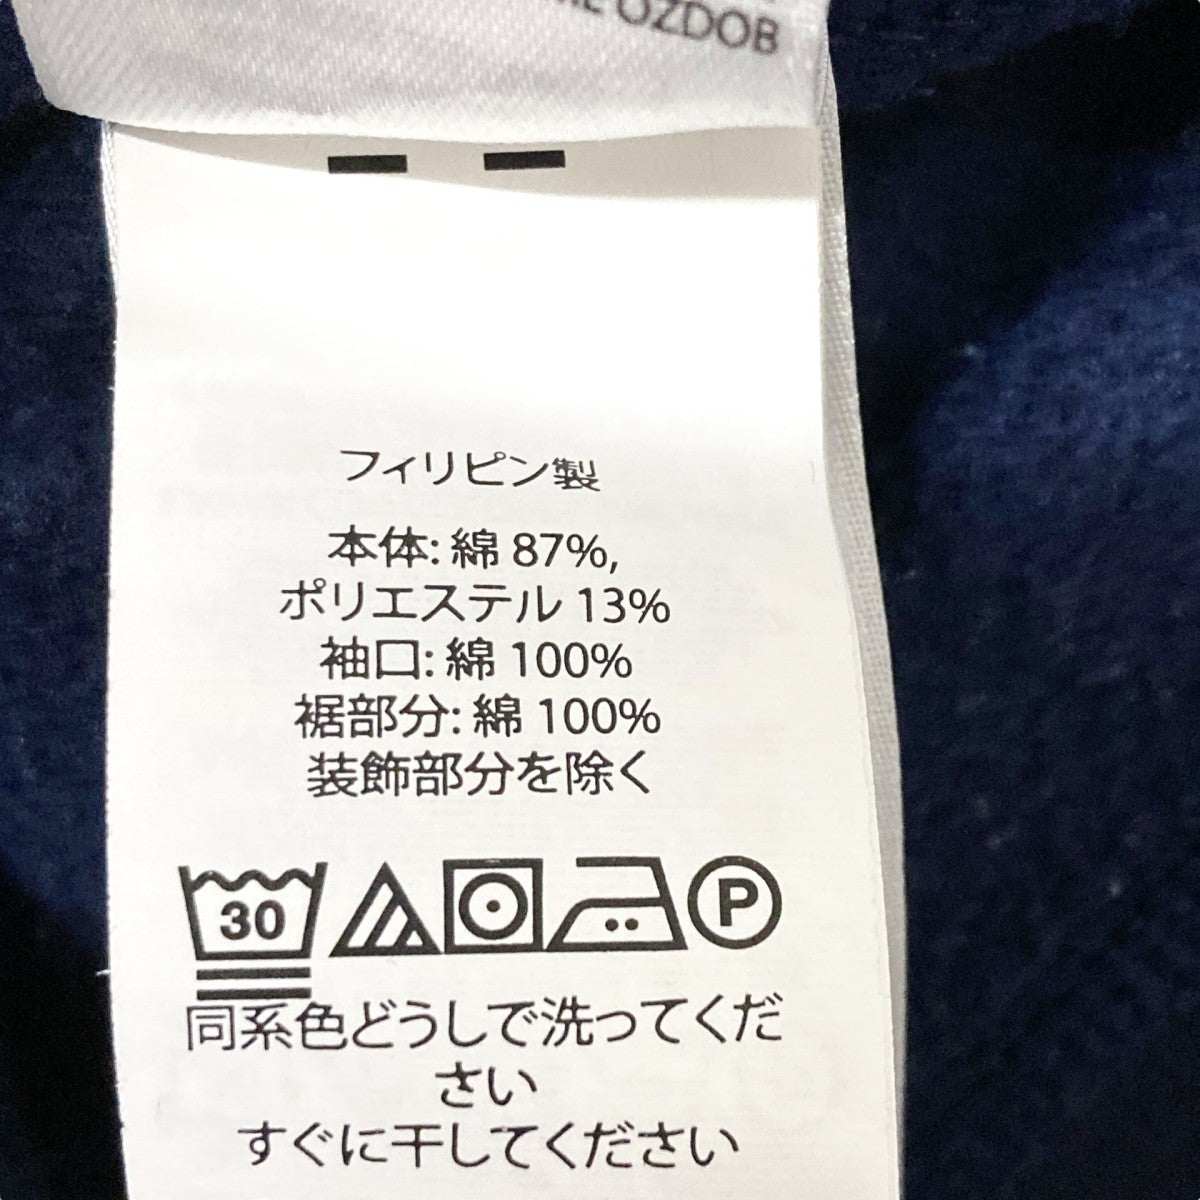 OZDOB
フィリピン製
本体: 綿 87%,
ポリエステル 13%
袖口: 綿 100%
裾部分: 綿 100%
装飾部分を除く
30 P
同系色どうしで洗ってくだ
さい
すぐに干してください